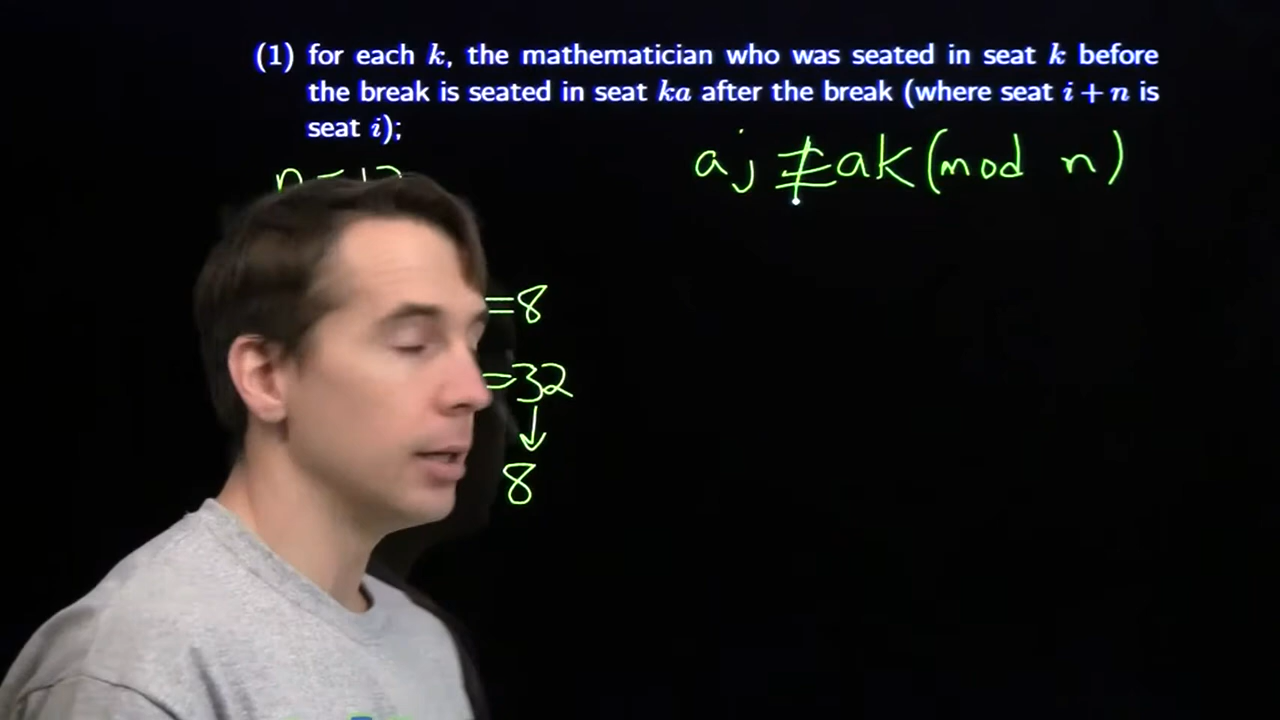 (1) for each k, the mathematician who was seated in seat k before
the break is seated in seat ka after the break (where seat i + n is
seat i);
aj ≢ ak (mod n)
n = 12
=8
=32
↓
8